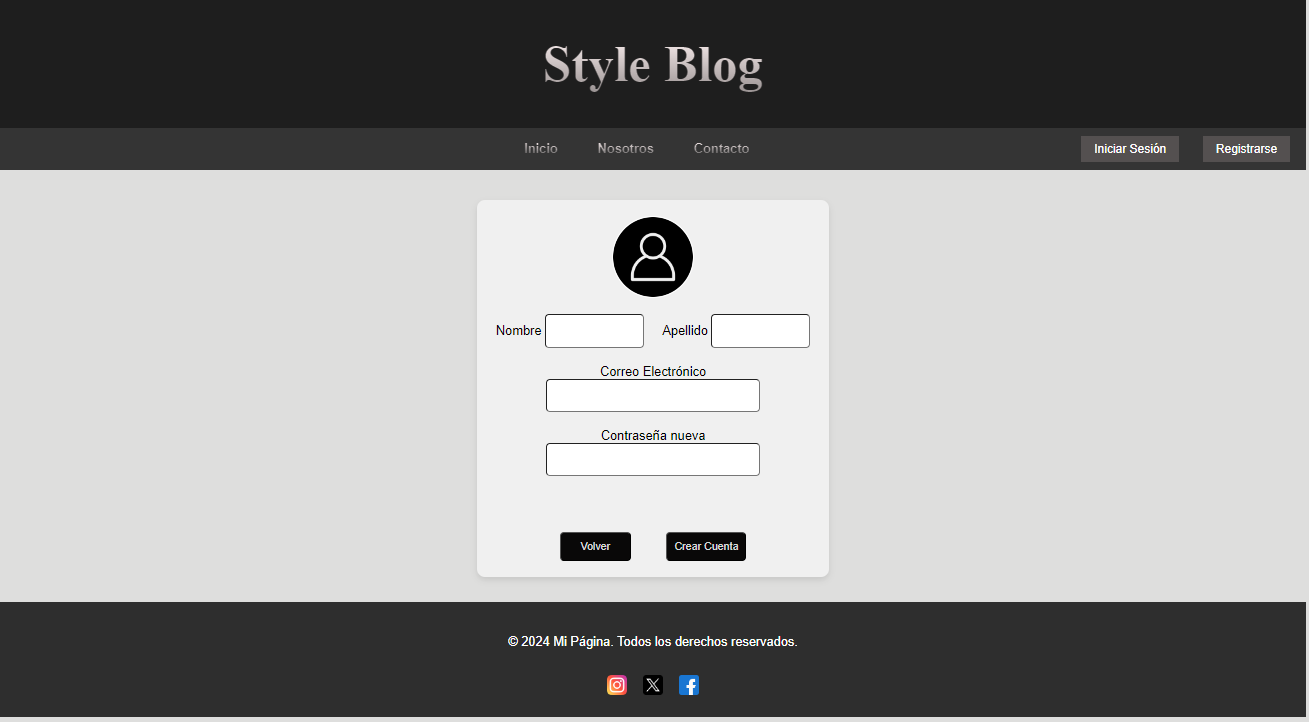 Style Blog
Inicio Nosotros Contacto Iniciar Sesión Registrarse
Nombre Apellido
Correo Electrónico
Contraseña nueva
Volver Crear Cuenta
© 2024 Mi Página. Todos los derechos reservados.